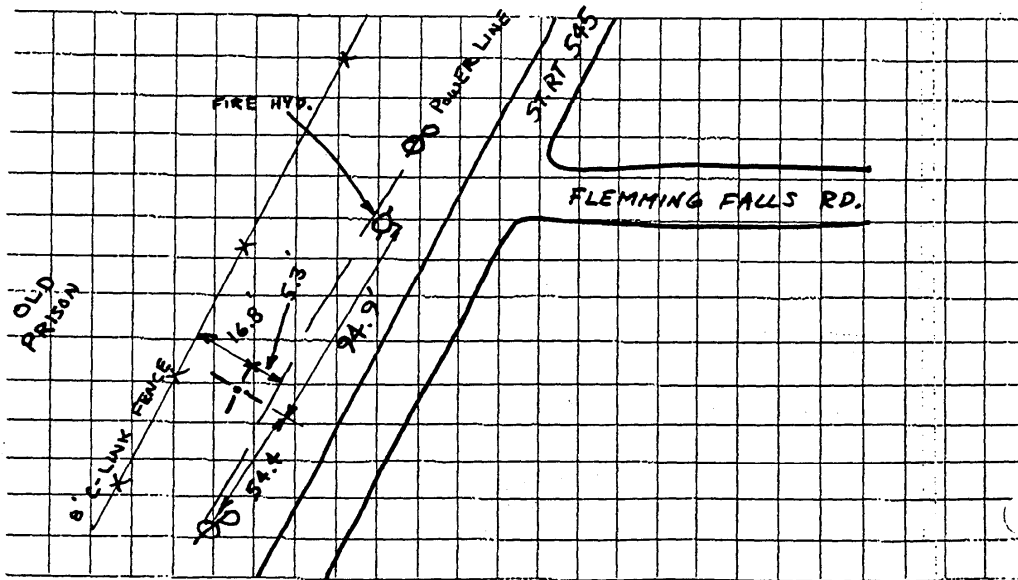 ST. RT 545
POWER LINE
FIRE HYD.
FLEMMING FALLS RD.
OLD
PRISON
5.3'
16.8'
94.9'
8' C-LINK FENCE
54.4